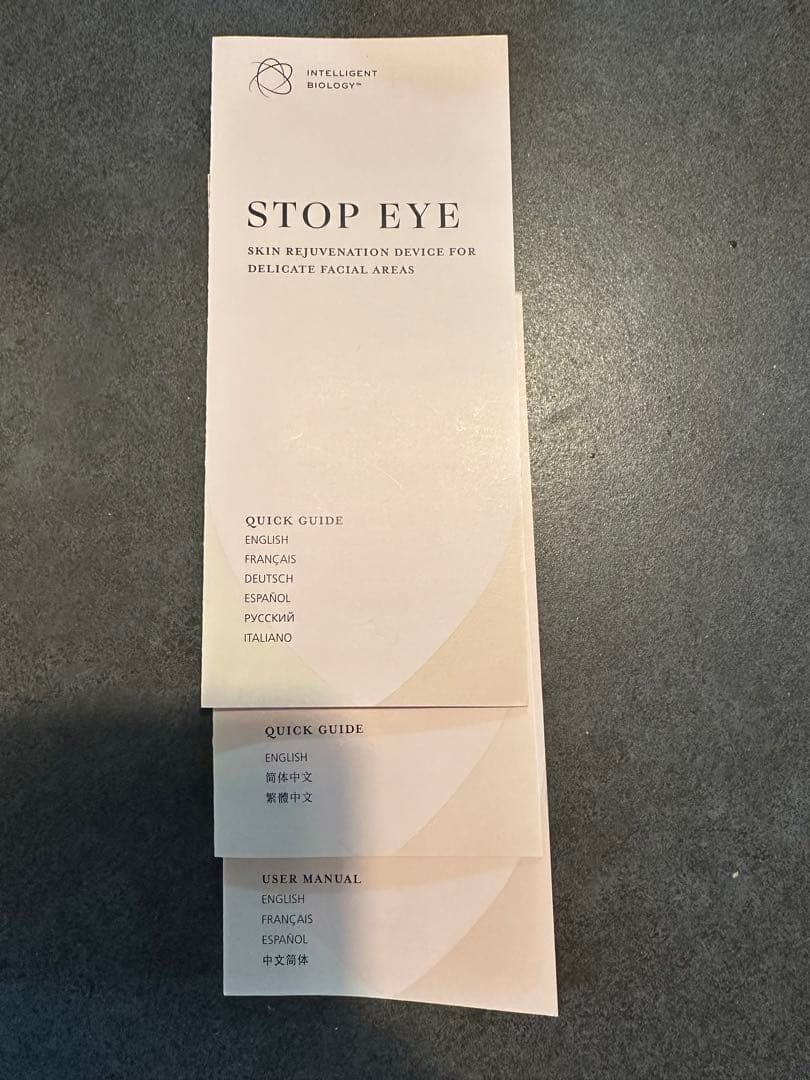 INTELLIGENT
BIOLOGY™
STOP EYE
SKIN REJUVENATION DEVICE FOR
DELICATE FACIAL AREAS
QUICK GUIDE
ENGLISH
FRANÇAIS
DEUTSCH
ESPAÑOL
РУССКИЙ
ITALIANO
QUICK GUIDE
ENGLISH
简体中文
繁體中文
USER MANUAL
ENGLISH
FRANÇAIS
ESPAÑOL
中文简体